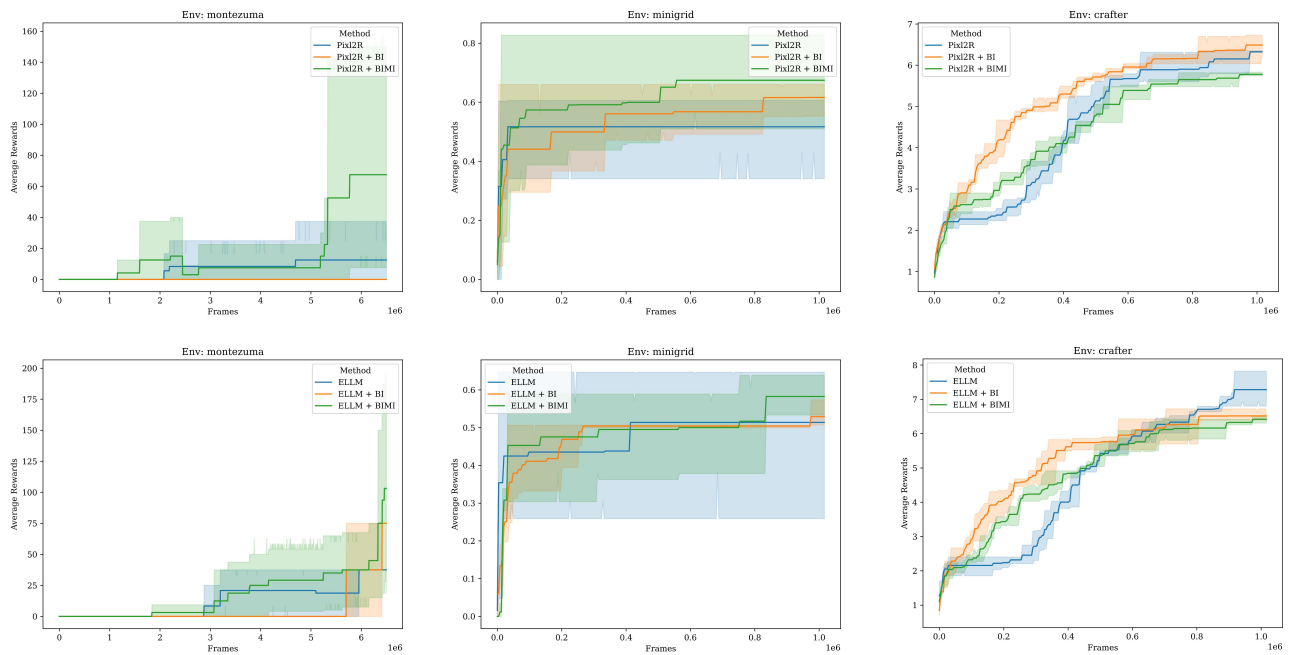 Env: montezuma
Average Rewards
160
140
120
100
80
60
40
20
0
Method
Pixl2R
Pixl2R + BI
Pixl2R + BIMI
0 1 2 3 4 5 6
1e6
Frames
Env: minigrid
Average Rewards
0.8
0.6
0.4
0.2
0.0
Method
Pixl2R
Pixl2R + BI
Pixl2R + BIMI
0.0 0.2 0.4 0.6 0.8 1.0
1e6
Frames
Env: crafter
Average Rewards
7
6
5
4
3
2
1
Method
Pixl2R
Pixl2R + BI
Pixl2R + BIMI
0.0 0.2 0.4 0.6 0.8 1.0
1e6
Frames
Env: montezuma
Average Rewards
200
175
150
125
100
75
50
25
0
Method
ELLM
ELLM + BI
ELLM + BIMI
0 1 2 3 4 5 6
1e6
Frames
Env: minigrid
Average Rewards
0.6
0.5
0.4
0.3
0.2
0.1
0.0
Method
ELLM
ELLM + BI
ELLM + BIMI
0.0 0.2 0.4 0.6 0.8 1.0
1e6
Frames
Env: crafter
Average Rewards
8
7
6
5
4
3
2
1
Method
ELLM
ELLM + BI
ELLM + BIMI
0.0 0.2 0.4 0.6 0.8 1.0
1e6
Frames